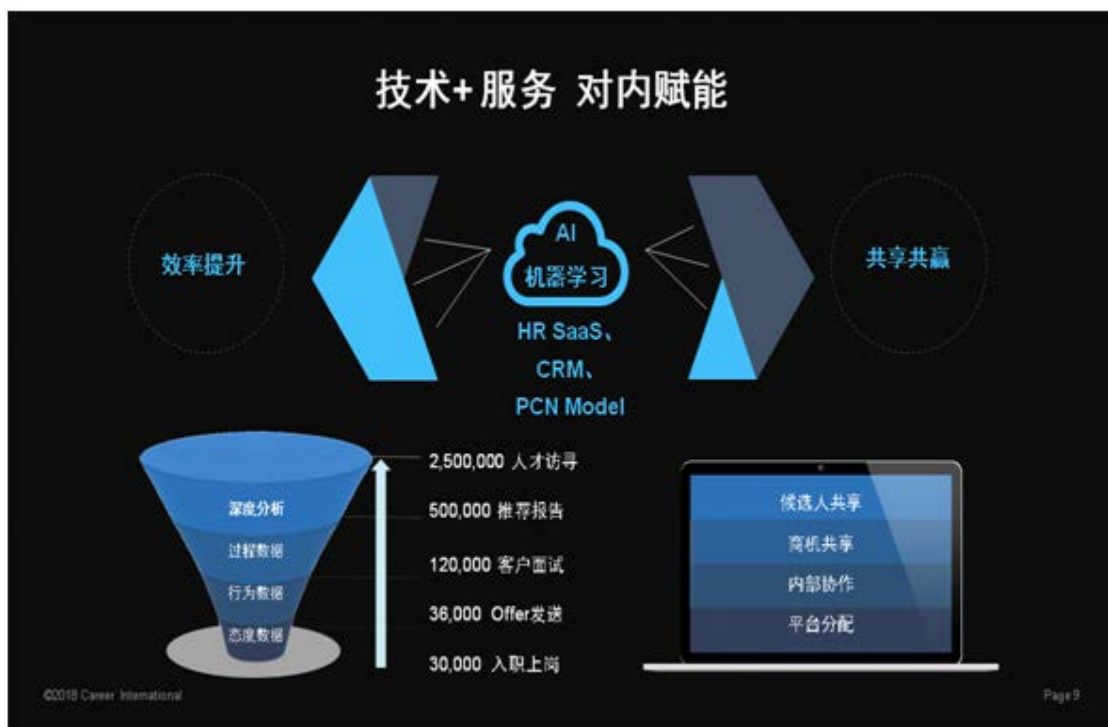 技术+服务 对内赋能
效率提升
AI
机器学习
HR SaaS、
CRM、
PCN Model
共享共赢
深度分析
过程数据
行为数据
态度数据
2,500,000 人才访寻
500,000 推荐报告
120,000 客户面试
36,000 Offer发送
30,000 入职上岗
候选人共享
商机共享
内部协作
平台分配
©2018 Career International
Page 9